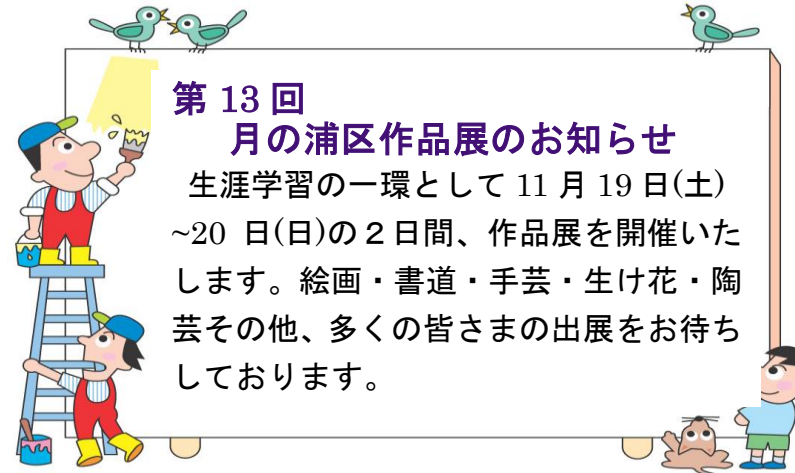 第 13 回
月の浦区作品展のお知らせ
生涯学習の一環として 11 月 19 日(土)
~20 日(日)の２日間、作品展を開催いた
します。絵画・書道・手芸・生け花・陶
芸その他、多くの皆さまの出展をお待ち
しております。